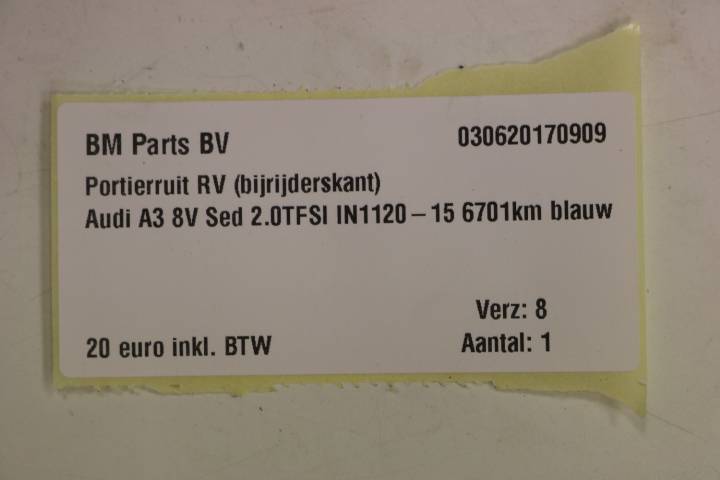 BM Parts BV
030620170909
Portierruit RV (bijrijderskant)
Audi A3 8V Sed 2.0TFSI IN1120-15 6701km blauw
Verz: 8
20 euro inkl. BTW
Aantal: 1